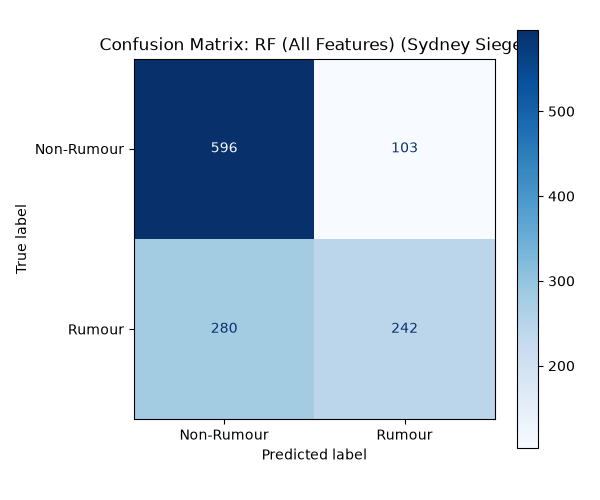 Confusion Matrix: RF (All Features) (Sydney Siege
Non-Rumour
596
103
500
400
300
200
True label
Rumour
280
242
Non-Rumour
Rumour
Predicted label